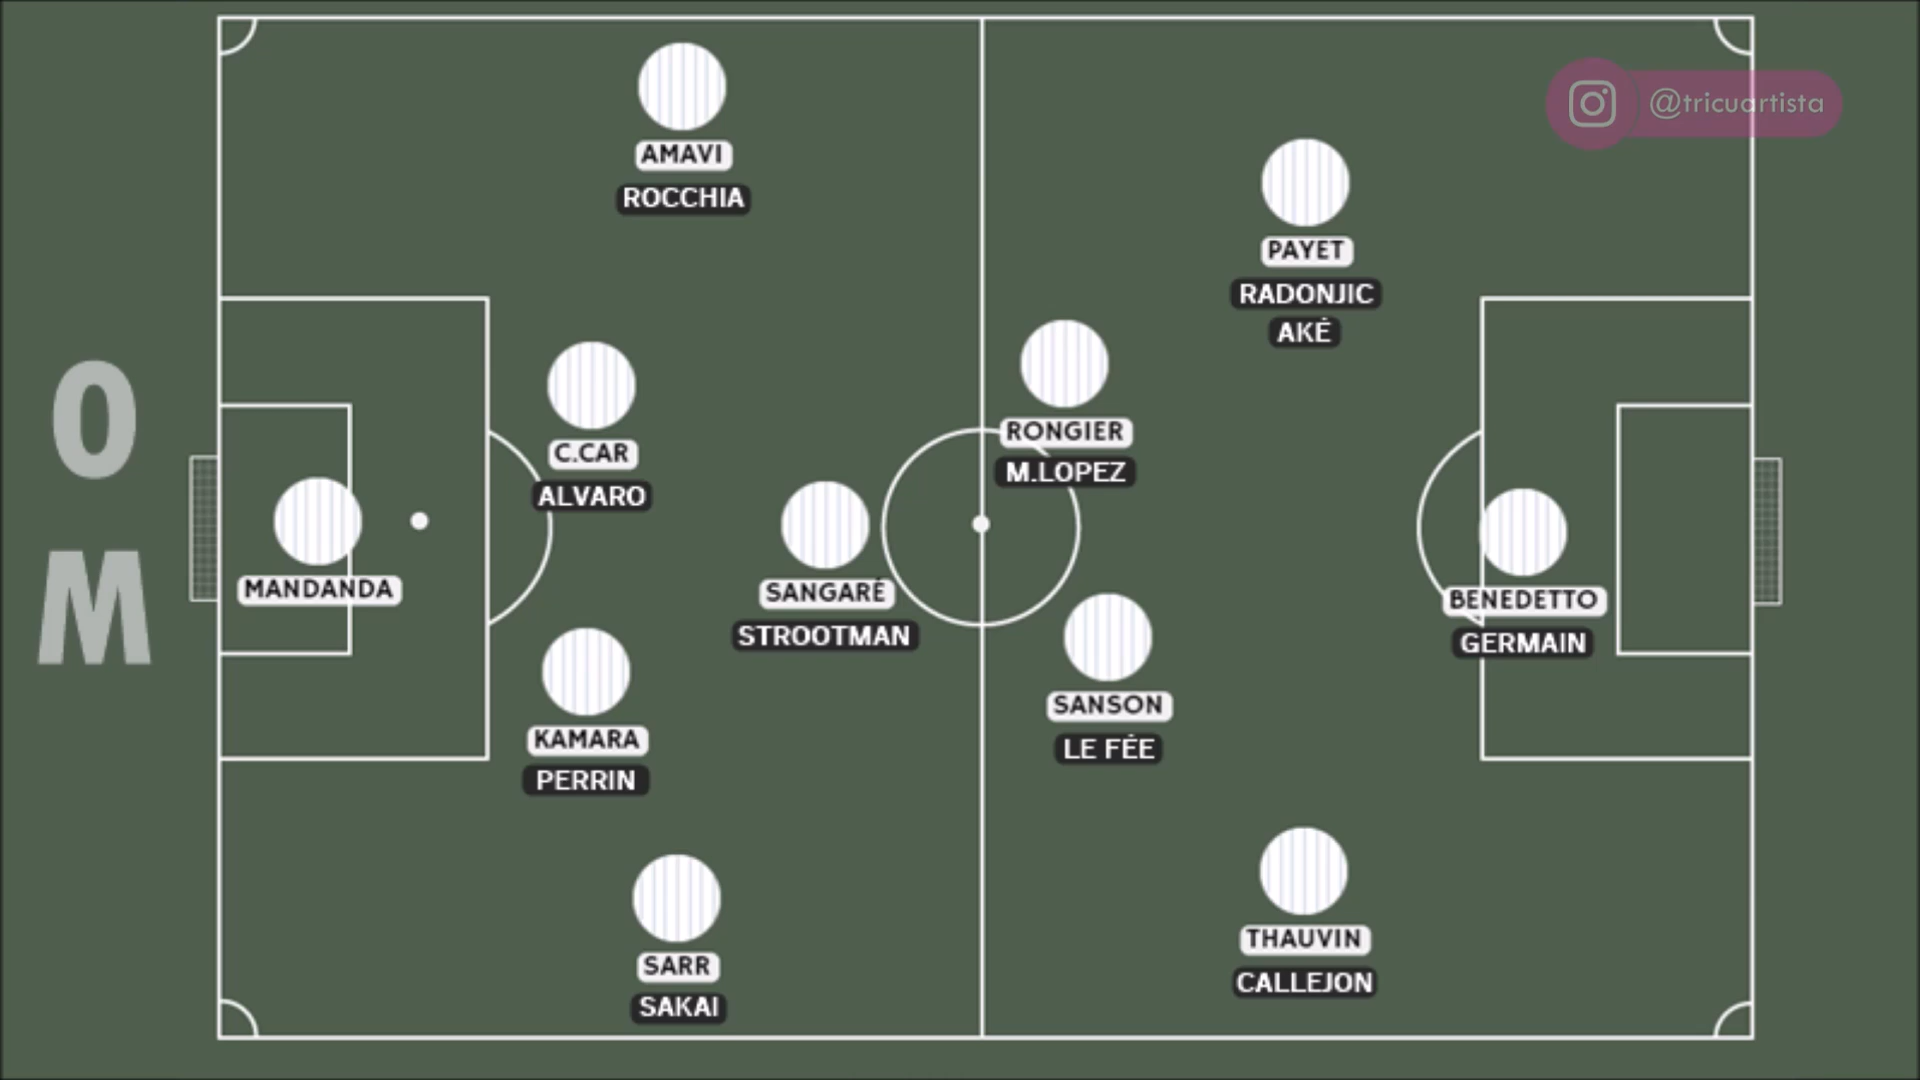 O
M
MANDANDA
AMAVI
ROCCHIA
C.CAR
ALVARO
KAMARA
PERRIN
SARR
SAKAI
SANGARÉ
STROOTMAN
RONGIER
M.LOPEZ
SANSON
LE FÉE
PAYET
RADONJIC
AKÉ
THAUVIN
CALLEJON
BENEDETTO
GERMAIN
@tricuartista